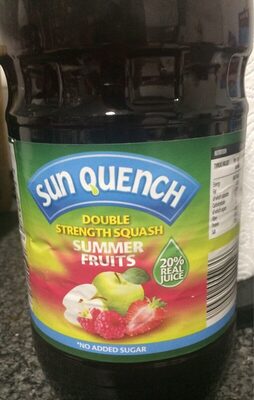 SUN QUENCH
DOUBLE
STRENGTH SQUASH
SUMMER
FRUITS
20%
REAL
JUICE
*NO ADDED SUGAR